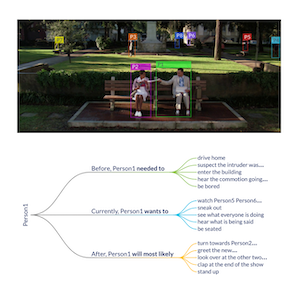 P3
P5
P6
P4
P2
P1
drive home
suspect the intruder was...
Before, Person1 needed to
enter the building
hear the commotion going...
be bored
Person1
watch Person5 Person6...
sneak out
Currently, Person1 wants to
see what everyone is doing
hear what is being said
be seated
turn towards Person2...
greet the new...
After, Person1 will most likely
look over at the other two...
clap at the end of the show
stand up